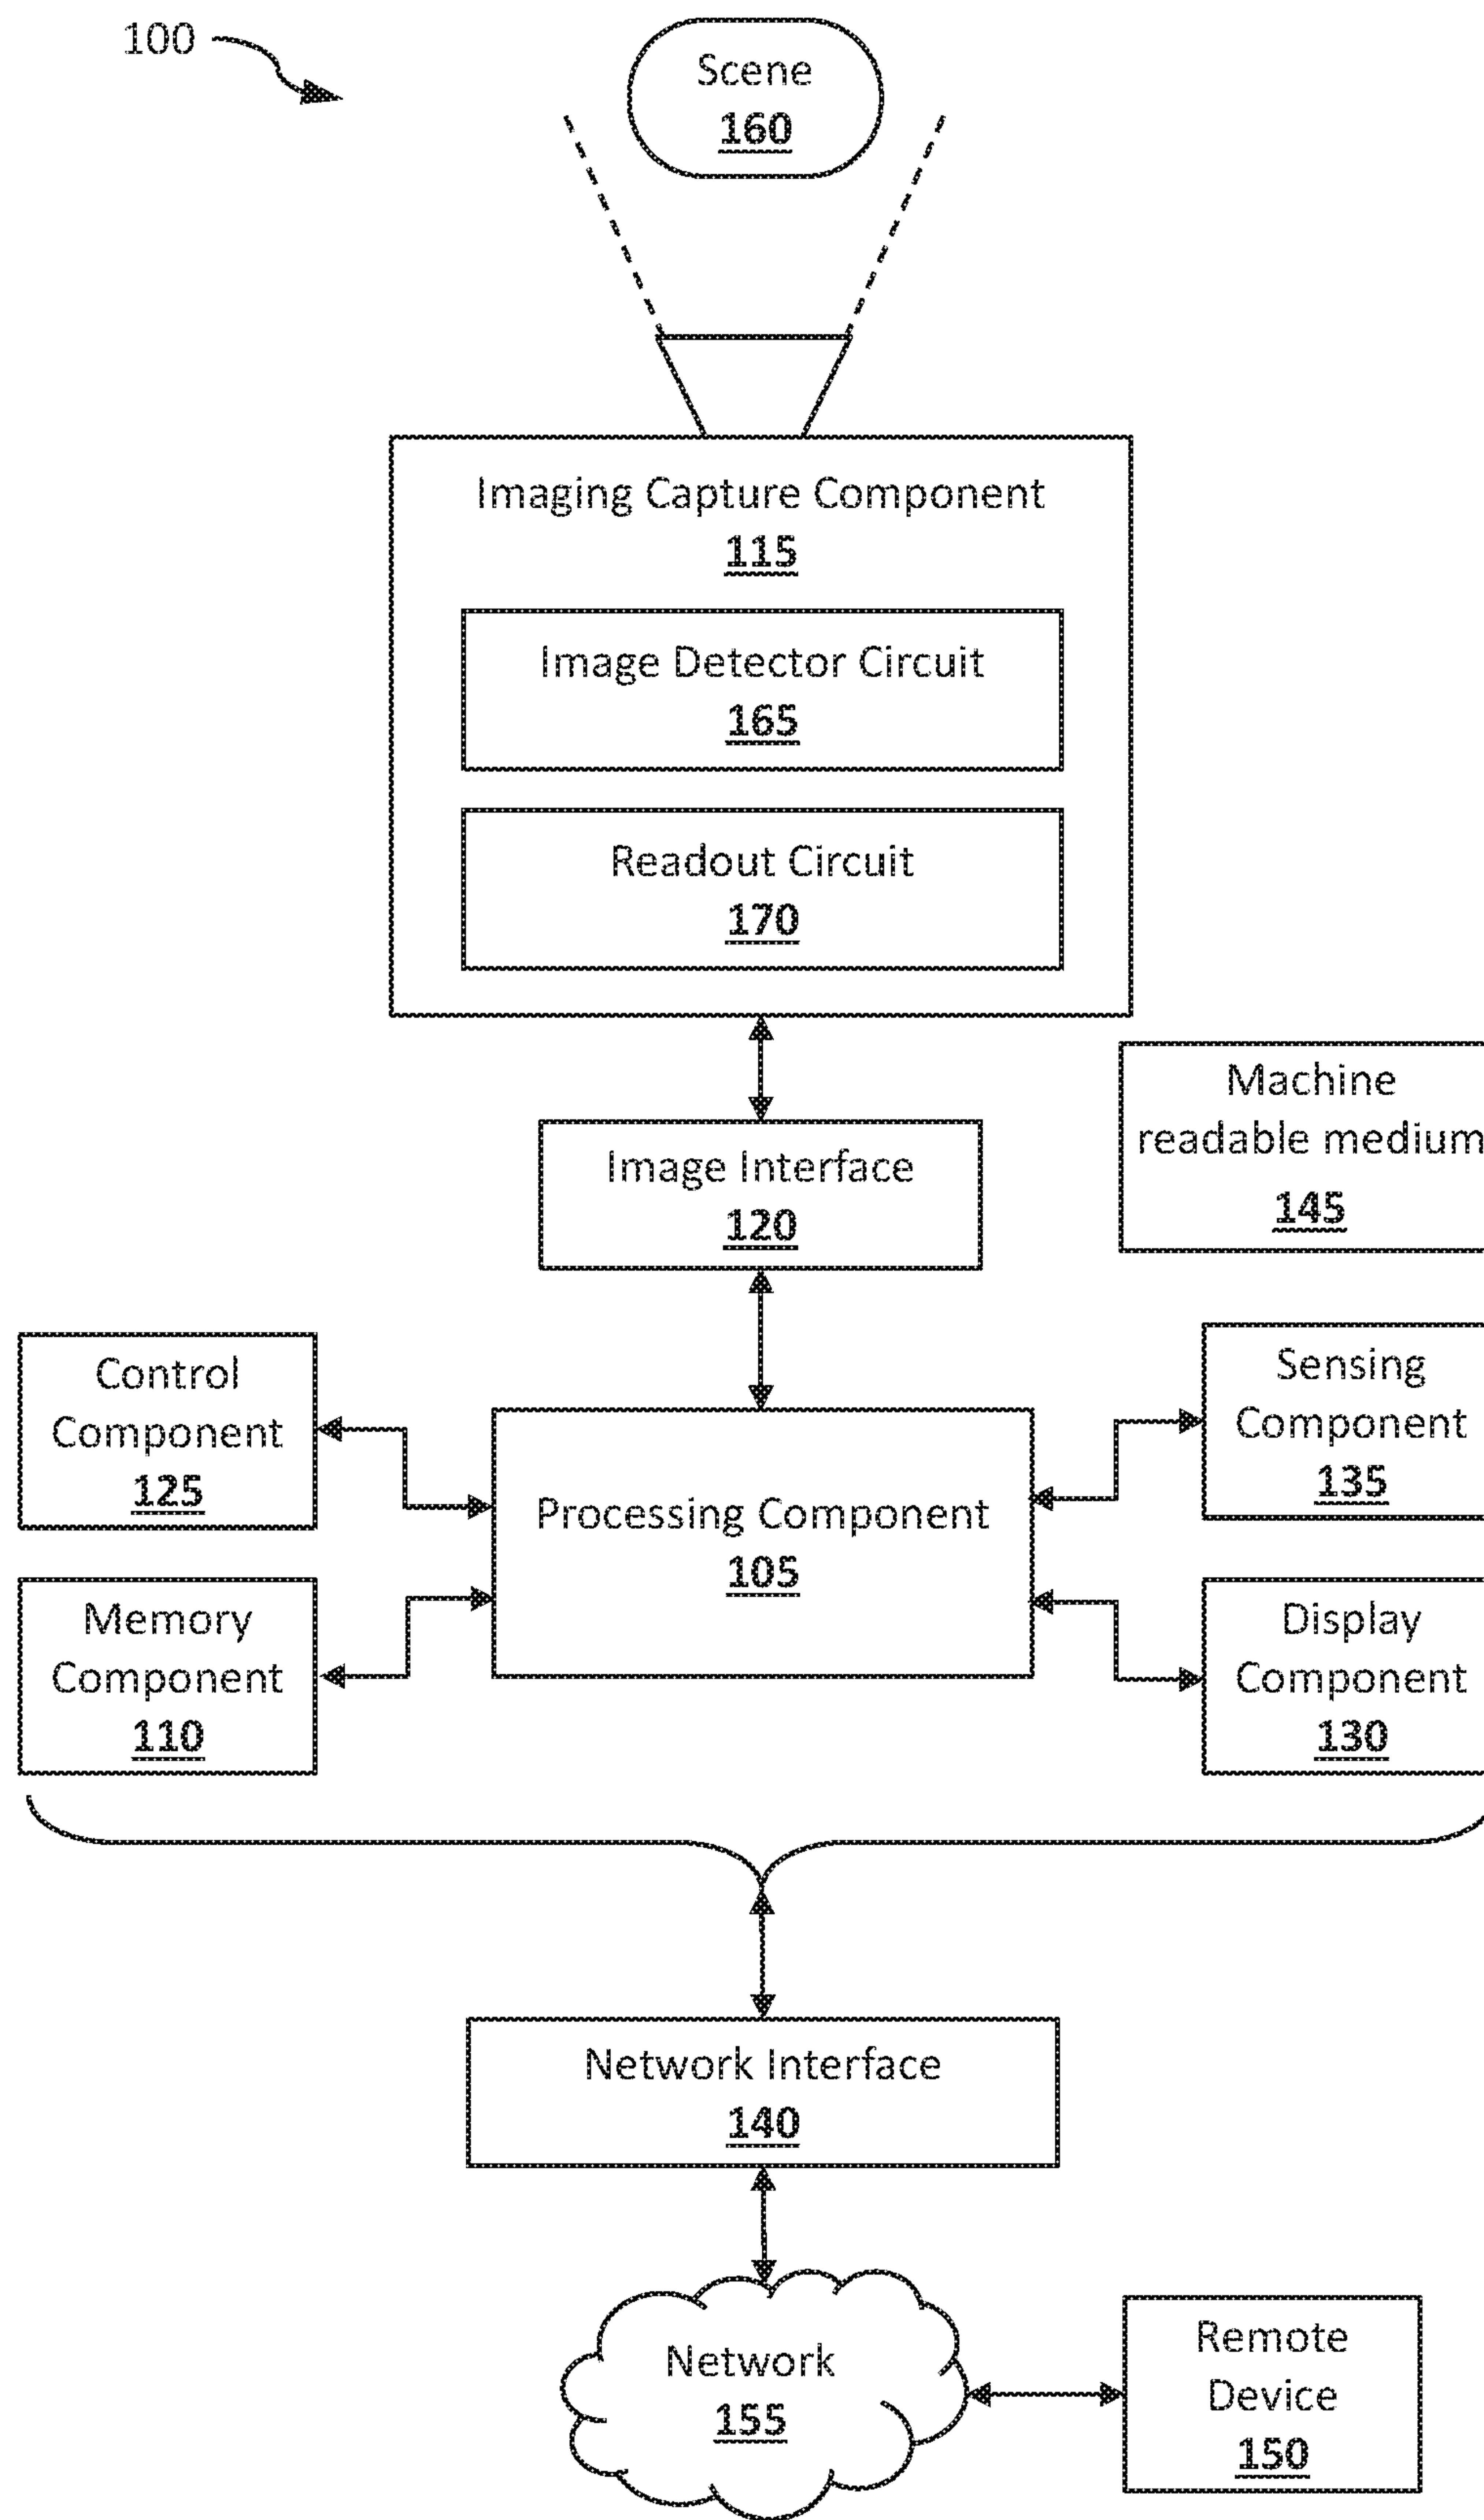 100
Scene
160
Imaging Capture Component
115
Image Detector Circuit
165
Readout Circuit
170
Machine
readable medium
145
Image Interface
120
Control
Component
125
Sensing
Component
135
Processing Component
105
Memory
Component
110
Display
Component
130
Network Interface
140
Network
155
Remote
Device
150